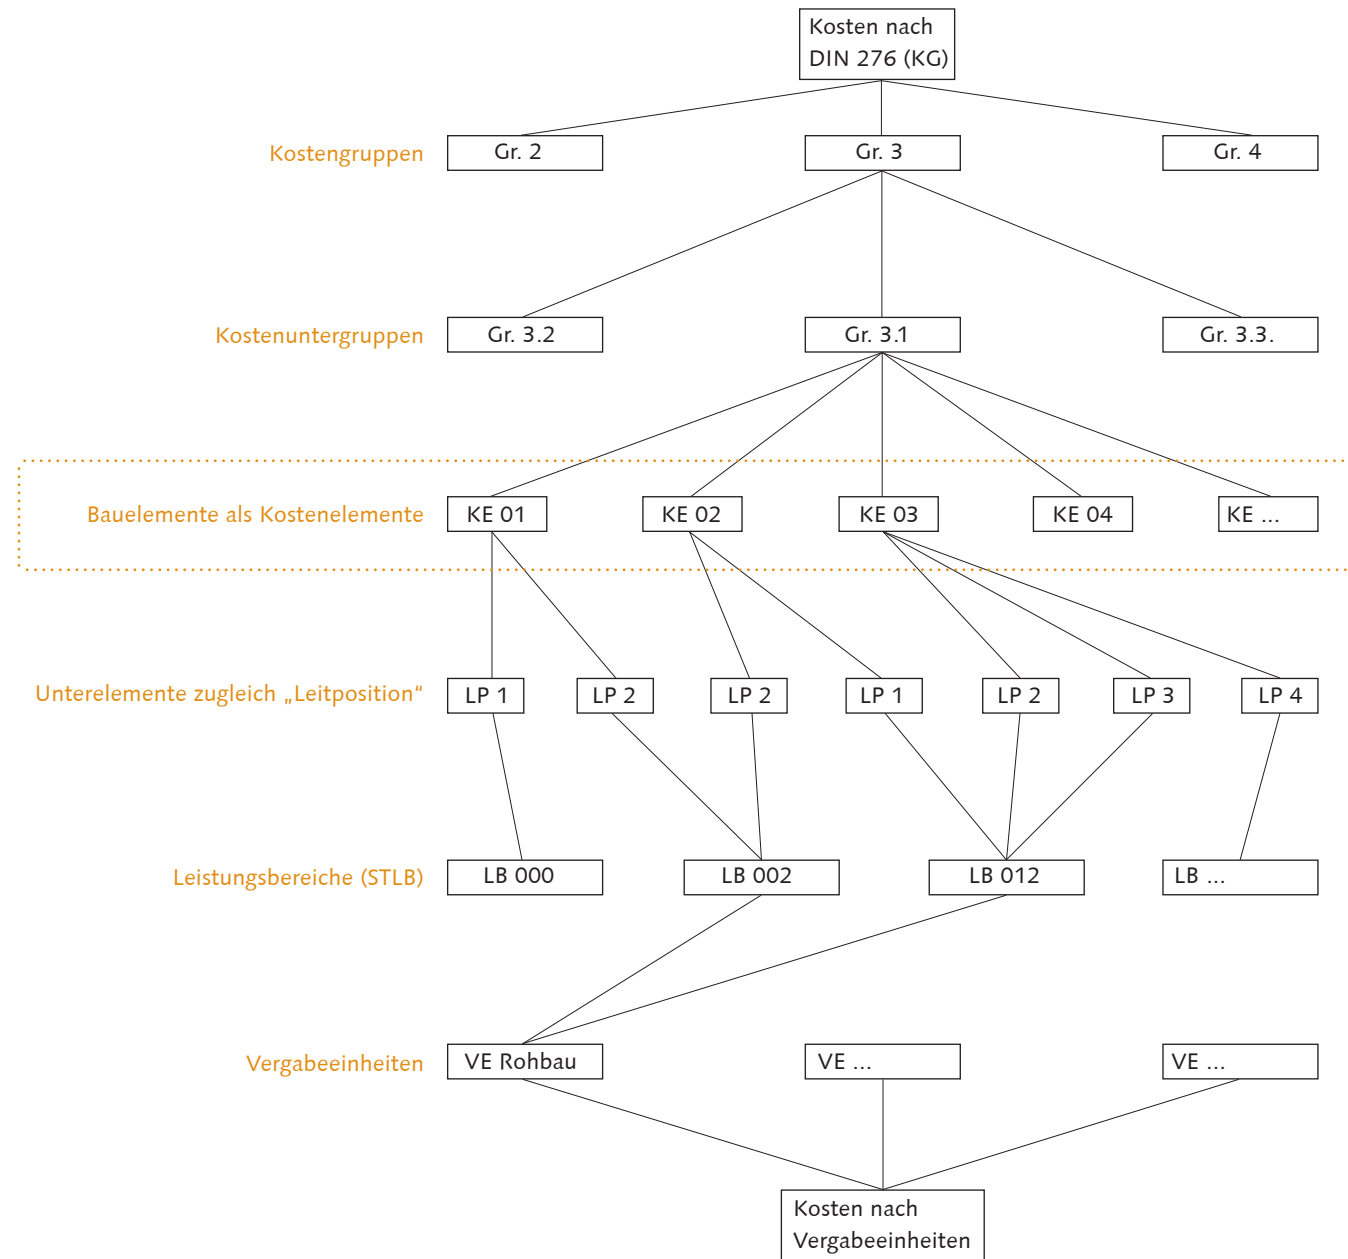 Kosten nach
DIN 276 (KG)
Kostengruppen
Gr. 2
Gr. 3
Gr. 4
Kostenuntergruppen
Gr. 3.2
Gr. 3.1
Gr. 3.3.
Bauelemente als Kostenelemente
KE 01
KE 02
KE 03
KE 04
KE ...
Unterelemente zugleich „Leitposition“
LP 1
LP 2
LP 2
LP 1
LP 2
LP 3
LP 4
Leistungsbereiche (STLB)
LB 000
LB 002
LB 012
LB ...
Vergabeeinheiten
VE Rohbau
VE ...
VE ...
Kosten nach
Vergabeeinheiten